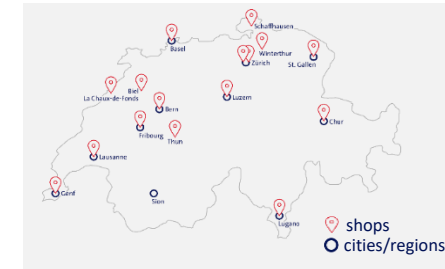 Schaffhausen
Basel
Winterthur
Zürich
St. Gallen
Biel
La Chaux-de-Fonds
Bern
Luzern
Fribourg
Thun
Chur
Lausanne
Genf
Sion
Lugano
shops
cities/regions